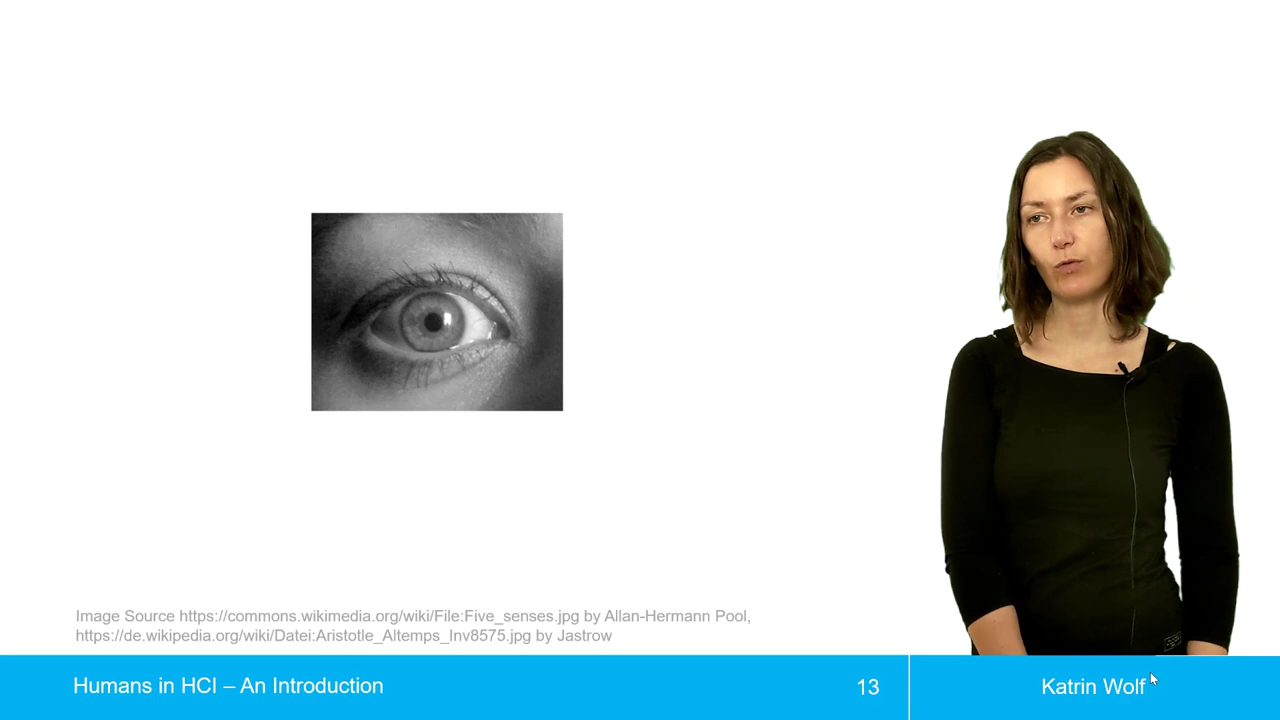 Image Source https://commons.wikimedia.org/wiki/File:Five_senses.jpg by Allan-Hermann Pool,
https://de.wikipedia.org/wiki/Datei:Aristotle_Altemps_Inv8575.jpg by Jastrow
Humans in HCI – An Introduction
13
Katrin Wolf